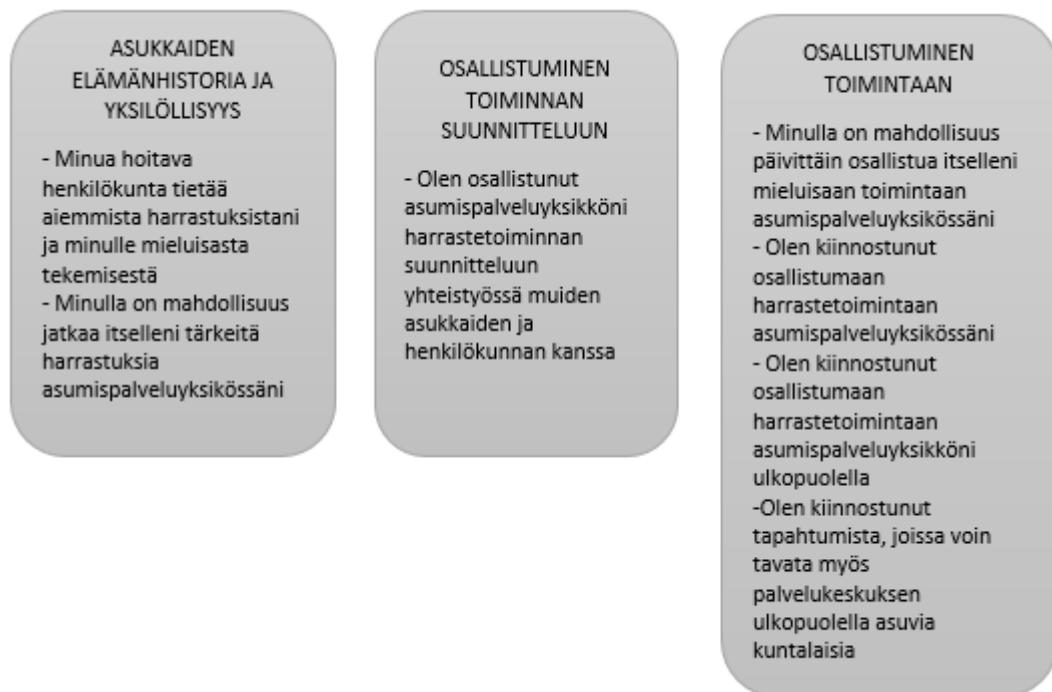 ASUKKAIDEN
ELÄMÄNHISTORIA JA
YKSILÖLLISYYS
- Minua hoitava
henkilökunta tietää
aiemmista harrastuksistani
ja minulle mieluisasta
tekemisestä
- Minulla on mahdollisuus
jatkaa itselleni tärkeitä
harrastuksia
asumispalveluyksikössäni
OSALLISTUMINEN
TOIMINNAN
SUUNNITTELUUN
- Olen osallistunut
asumispalveluyksikköni
harrastetoiminnan
suunnitteluun
yhteistyössä muiden
asukkaiden ja
henkilökunnan kanssa
OSALLISTUMINEN
TOIMINTAAN
- Minulla on mahdollisuus
päivittäin osallistua itselleni
mieluisaan toimintaan
asumispalveluyksikössäni
- Olen kiinnostunut
osallistumaan
harrastetoimintaan
asumispalveluyksikössäni
- Olen kiinnostunut
osallistumaan
harrastetoimintaan
asumispalveluyksikköni
ulkopuolella
-Olen kiinnostunut
tapahtumista, joissa voin
tavata myös
palvelukeskuksen
ulkopuolella asuvia
kuntalaisia